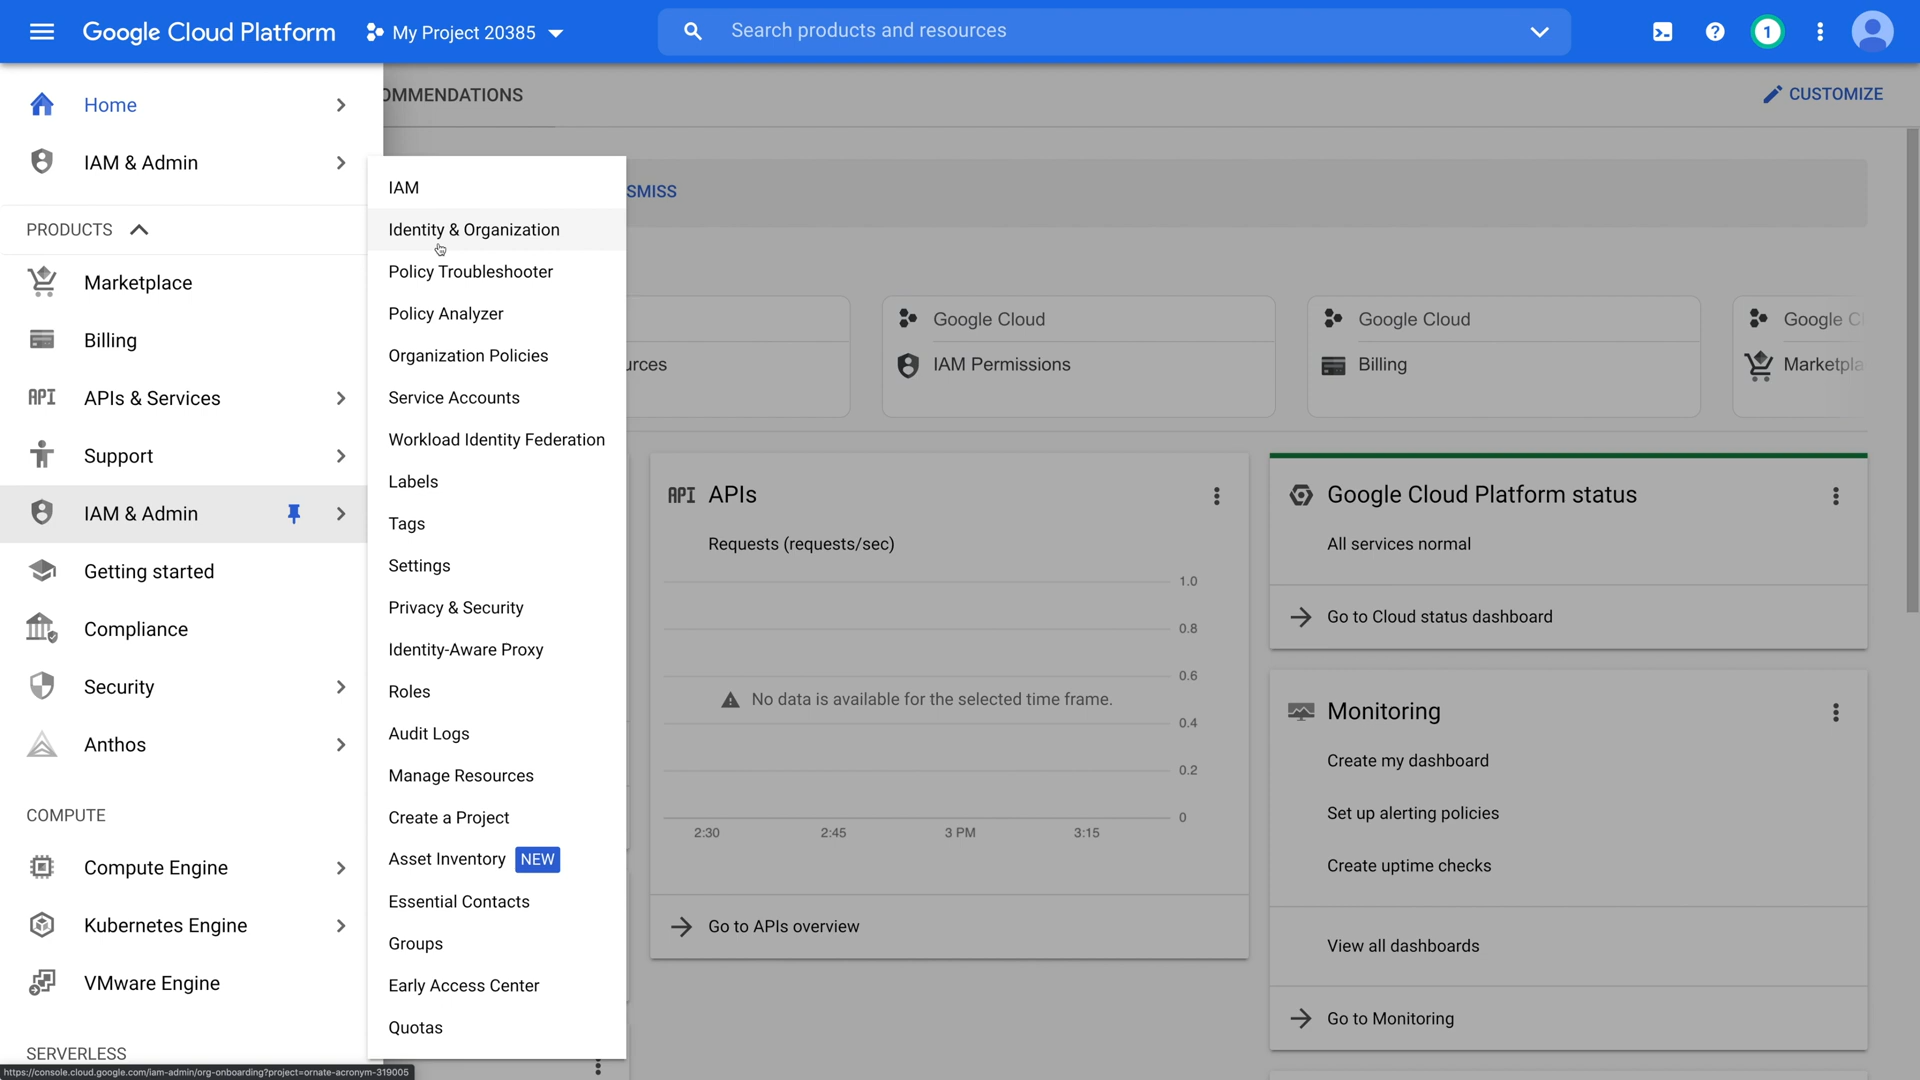 Google Cloud Platform
My Project 20385
Search products and resources
1
Home
IAM & Admin
PRODUCTS
Marketplace
Billing
API
APIs & Services
Support
IAM & Admin
Getting started
Compliance
Security
Anthos
COMPUTE
Compute Engine
Kubernetes Engine
VMware Engine
SERVERLESS
https://console.cloud.google.com/iam-admin/org-onboarding?project=ornate-acronym-319005
IAM
Identity & Organization
Policy Troubleshooter
Policy Analyzer
Organization Policies
Service Accounts
Workload Identity Federation
Labels
Tags
Settings
Privacy & Security
Identity-Aware Proxy
Roles
Audit Logs
Manage Resources
Create a Project
Asset Inventory NEW
Essential Contacts
Groups
Early Access Center
Quotas
OMMENDATIONS
CUSTOMIZE
SMISS
urces
Google Cloud
IAM Permissions
Google Cloud
Billing
Google Cl
Marketpla
API APIs
Requests (requests/sec)
1.0
0.8
0.6
No data is available for the selected time frame.
0.4
0.2
0
2:30 2:45 3 PM 3:15
Go to APIs overview
Google Cloud Platform status
All services normal
Go to Cloud status dashboard
Monitoring
Create my dashboard
Set up alerting policies
Create uptime checks
View all dashboards
Go to Monitoring